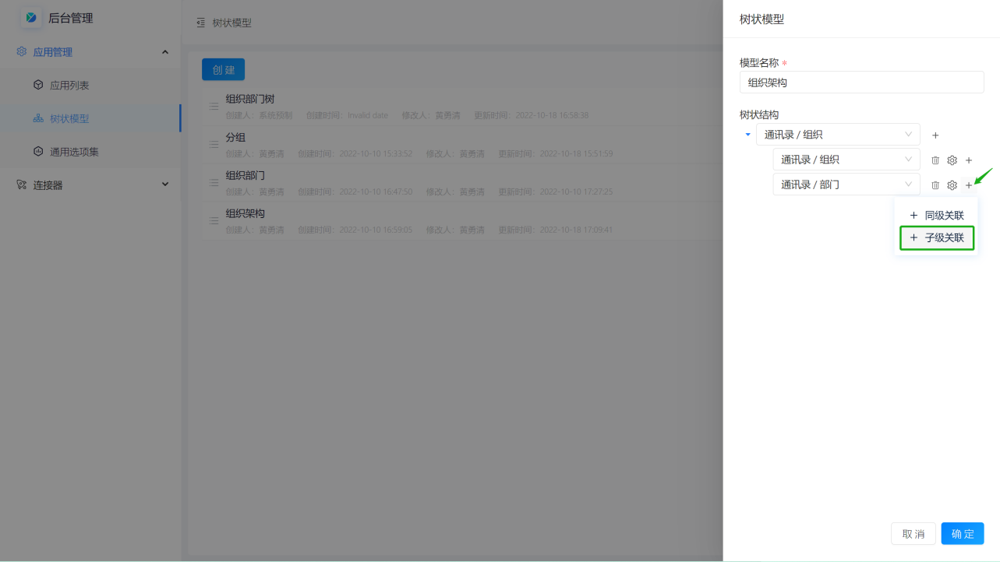 后台管理
应用管理
应用列表
树状模型
通用选项集
连接器
树状模型
创 建
组织部门树
创建人：系统预制 创建时间：Invalid date 修改人：黄勇清 更新时间：2022-10-18 16:58:38
分组
创建人：黄勇清 创建时间：2022-10-10 15:33:52 修改人：黄勇清 更新时间：2022-10-18 15:51:59
组织部门
创建人：黄勇清 创建时间：2022-10-10 16:47:50 修改人：黄勇清 更新时间：2022-10-10 17:27:25
组织架构
创建人：黄勇清 创建时间：2022-10-10 16:59:05 修改人：黄勇清 更新时间：2022-10-18 17:09:41
树状模型
模型名称 *
组织架构
树状结构
通讯录 / 组织
通讯录 / 组织
通讯录 / 部门
同级关联
子级关联
取 消 确 定